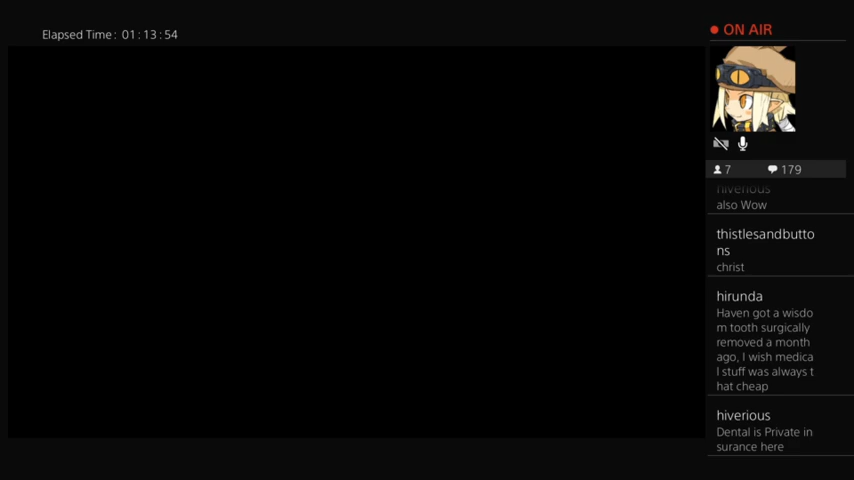 Elapsed Time: 01:13:54
ON AIR
7 179
hiverious
also Wow
thistlesandbutto
ns
christ
hirunda
Haven got a wisdo
m tooth surgically
removed a month
ago, I wish medica
l stuff was always t
hat cheap
hiverious
Dental is Private in
surance here